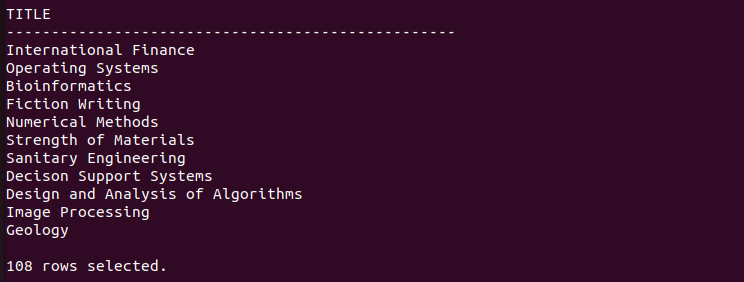 TITLE
--------------------------------------------------
International Finance
Operating Systems
Bioinformatics
Fiction Writing
Numerical Methods
Strength of Materials
Sanitary Engineering
Decison Support Systems
Design and Analysis of Algorithms
Image Processing
Geology
108 rows selected.